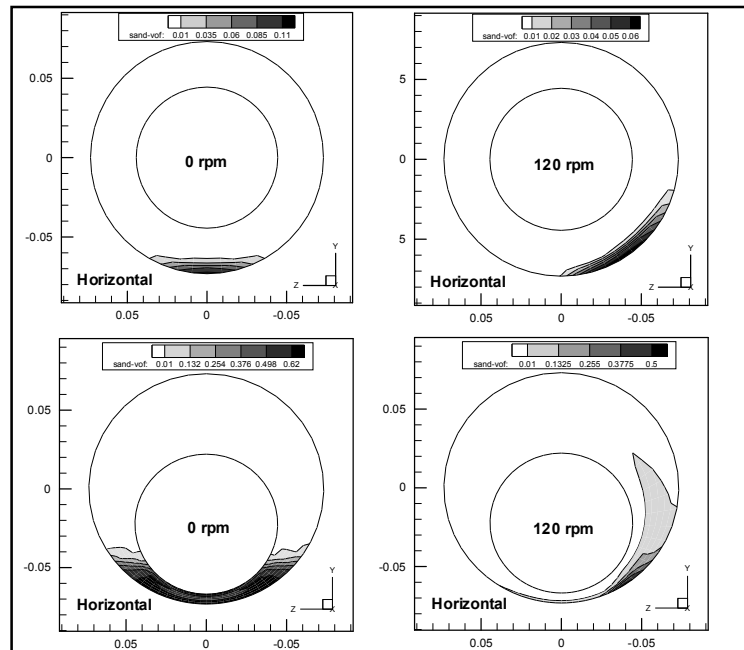 sand-vof: 0.01 0.035 0.06 0.085 0.11
0.05
0
-0.05
0 rpm
Horizontal
Y
Z
X
0.05 0 -0.05
sand-vof: 0.01 0.02 0.03 0.04 0.05 0.06
5
0
5
120 rpm
Horizontal
Y
Z
X
0.05 0 -0.05
sand-vof: 0.01 0.132 0.254 0.376 0.498 0.62
0.05
0
-0.05
0 rpm
Horizontal
Y
Z
X
0.05 0 -0.05
sand-vof: 0.01 0.1325 0.255 0.3775 0.5
0.05
0
-0.05
120 rpm
Horizontal
Y
Z
X
0.05 0 -0.05